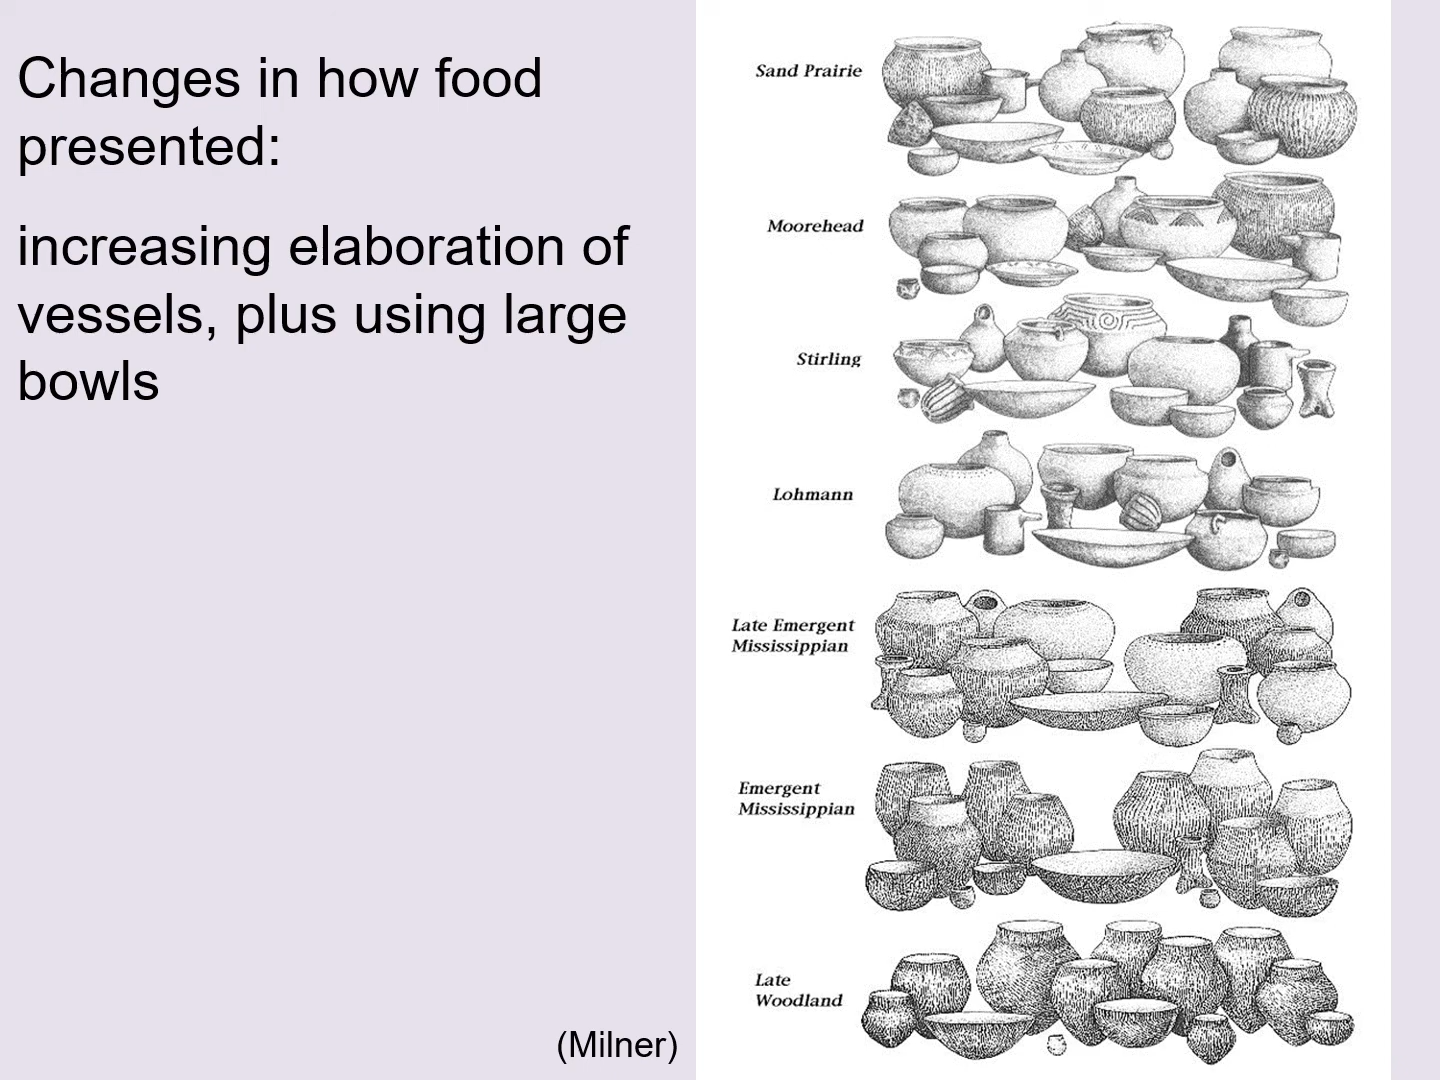 Changes in how food
presented:
increasing elaboration of
vessels, plus using large
bowls
(Milner)
Sand Prairie
Moorehead
Stirling
Lohmann
Late Emergent
Mississippian
Emergent
Mississippian
Late
Woodland